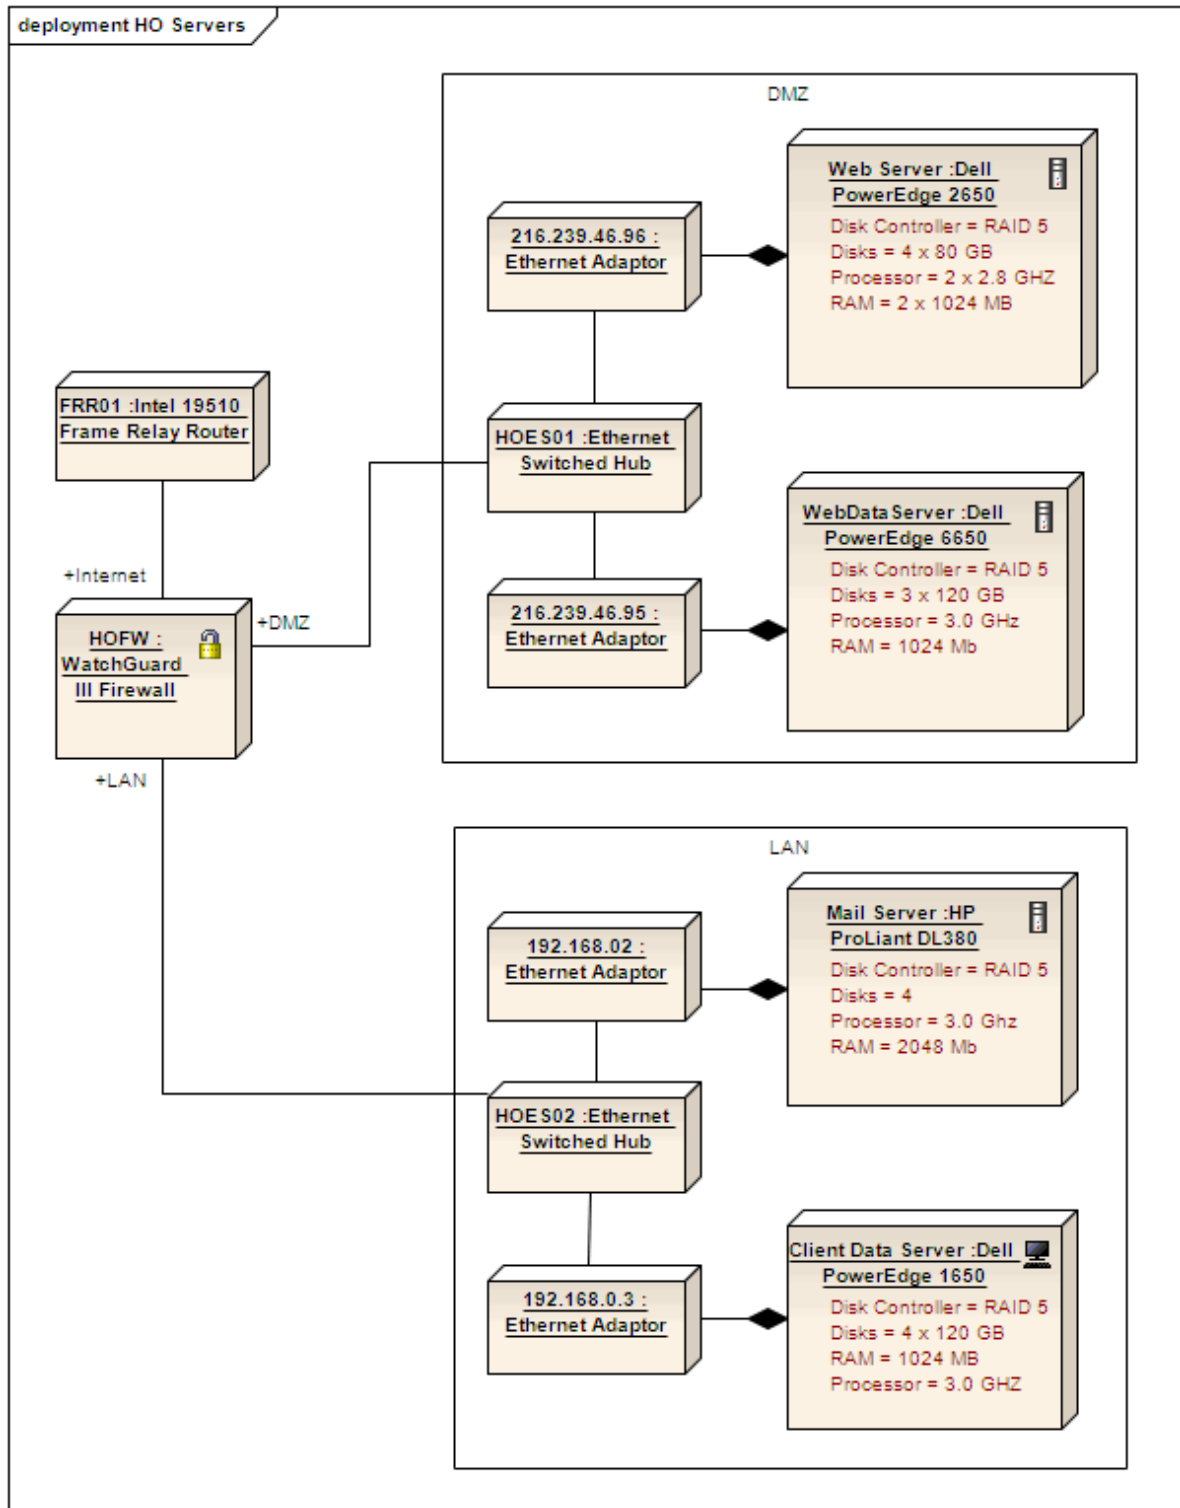 deployment HO Servers
DMZ
Web Server :Dell
PowerEdge 2650
Disk Controller = RAID 5
Disks = 4 x 80 GB
Processor = 2 x 2.8 GHZ
RAM = 2 x 1024 MB
216.239.46.96 :
Ethernet Adaptor
FRR01 :Intel 19510
Frame Relay Router
HOES01 :Ethernet
Switched Hub
WebDataServer :Dell
PowerEdge 6650
Disk Controller = RAID 5
Disks = 3 x 120 GB
Processor = 3.0 GHz
RAM = 1024 Mb
+Internet
216.239.46.95 :
Ethernet Adaptor
+DMZ
HOFW :
WatchGuard
III Firewall
+LAN
LAN
Mail Server :HP
ProLiant DL380
Disk Controller = RAID 5
Disks = 4
Processor = 3.0 Ghz
RAM = 2048 Mb
192.168.02 :
Ethernet Adaptor
HOES02 :Ethernet
Switched Hub
Client Data Server :Dell
PowerEdge 1650
Disk Controller = RAID 5
Disks = 4 x 120 GB
RAM = 1024 MB
Processor = 3.0 GHZ
192.168.0.3 :
Ethernet Adaptor